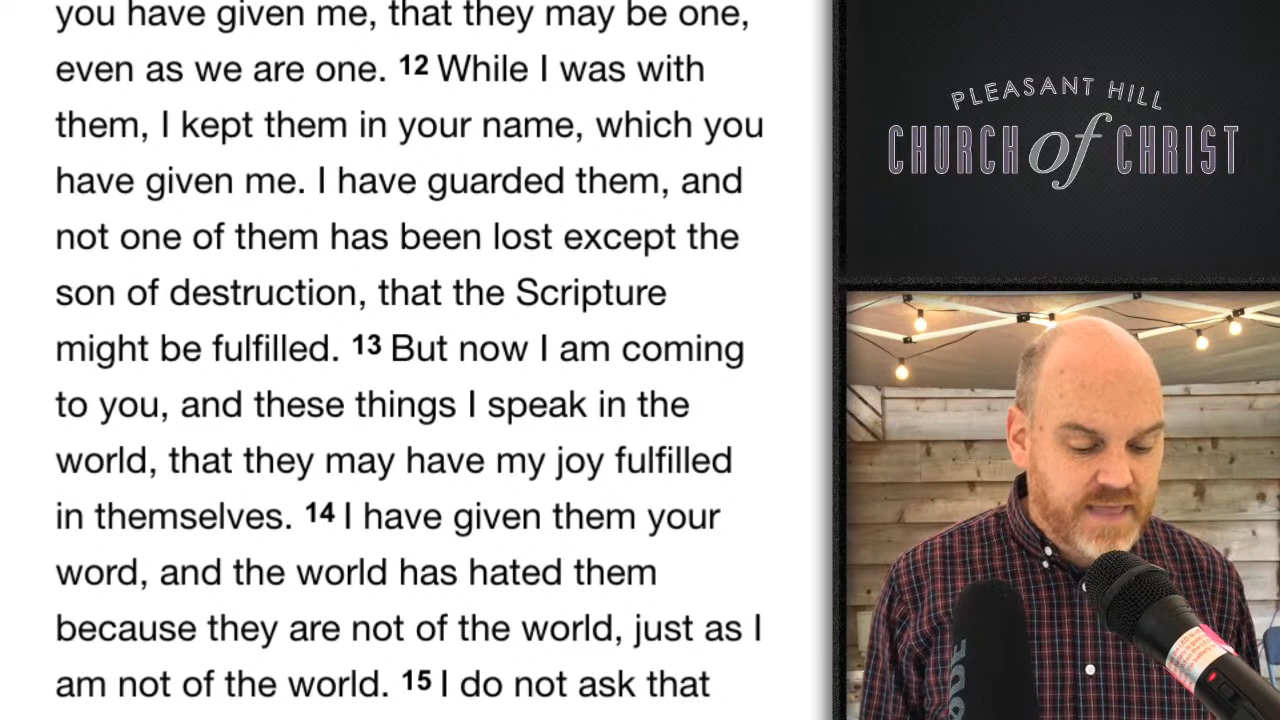 you have given me, that they may be one,
even as we are one. 12 While I was with
them, I kept them in your name, which you
have given me. I have guarded them, and
not one of them has been lost except the
son of destruction, that the Scripture
might be fulfilled. 13 But now I am coming
to you, and these things I speak in the
world, that they may have my joy fulfilled
in themselves. 14 I have given them your
word, and the world has hated them
because they are not of the world, just as I
am not of the world. 15 I do not ask that
PLEASANT HILL
CHURCH of CHRIST